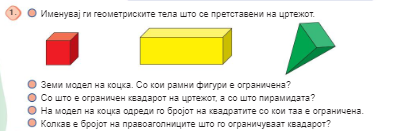 1. Именувај ги геометриските тела што се претставени на цртежот.
Земи модел на коцка. Со кои рамни фигури е ограничена?
Со што е ограничен квадарот на цртежот, а со што пирамидата?
На модел на коцка одреди го бројот на квадратите со кои таа е ограничена.
Колкав е бројот на правоаголниците што го ограничуваат квадарот?